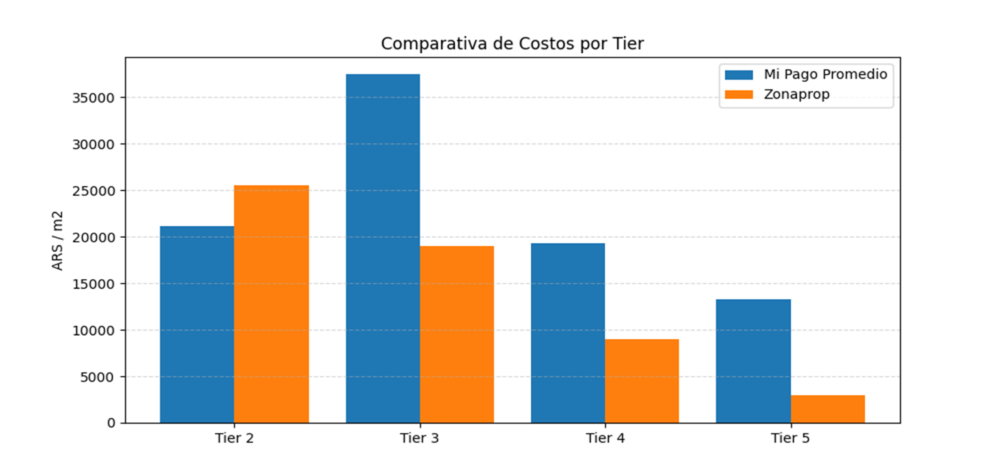 Comparativa de Costos por Tier
Mi Pago Promedio
Zonaprop
ARS / m2
35000
30000
25000
20000
15000
10000
5000
0
Tier 2
Tier 3
Tier 4
Tier 5